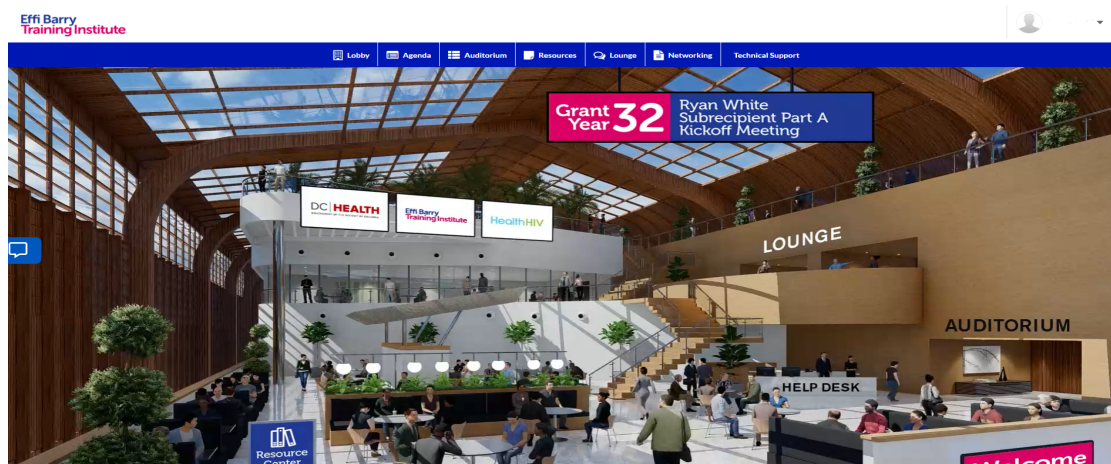 Effi Barry
Training Institute
Lobby
Agenda
Auditorium
Resources
Lounge
Networking
Technical Support
Grant
Year 32
Ryan White
Subrecipient Part A
Kickoff Meeting
DC HEALTH
Effi Barry
Training Institute
HealthHIV
LOUNGE
AUDITORIUM
HELP DESK
Resource
Center
Welcome